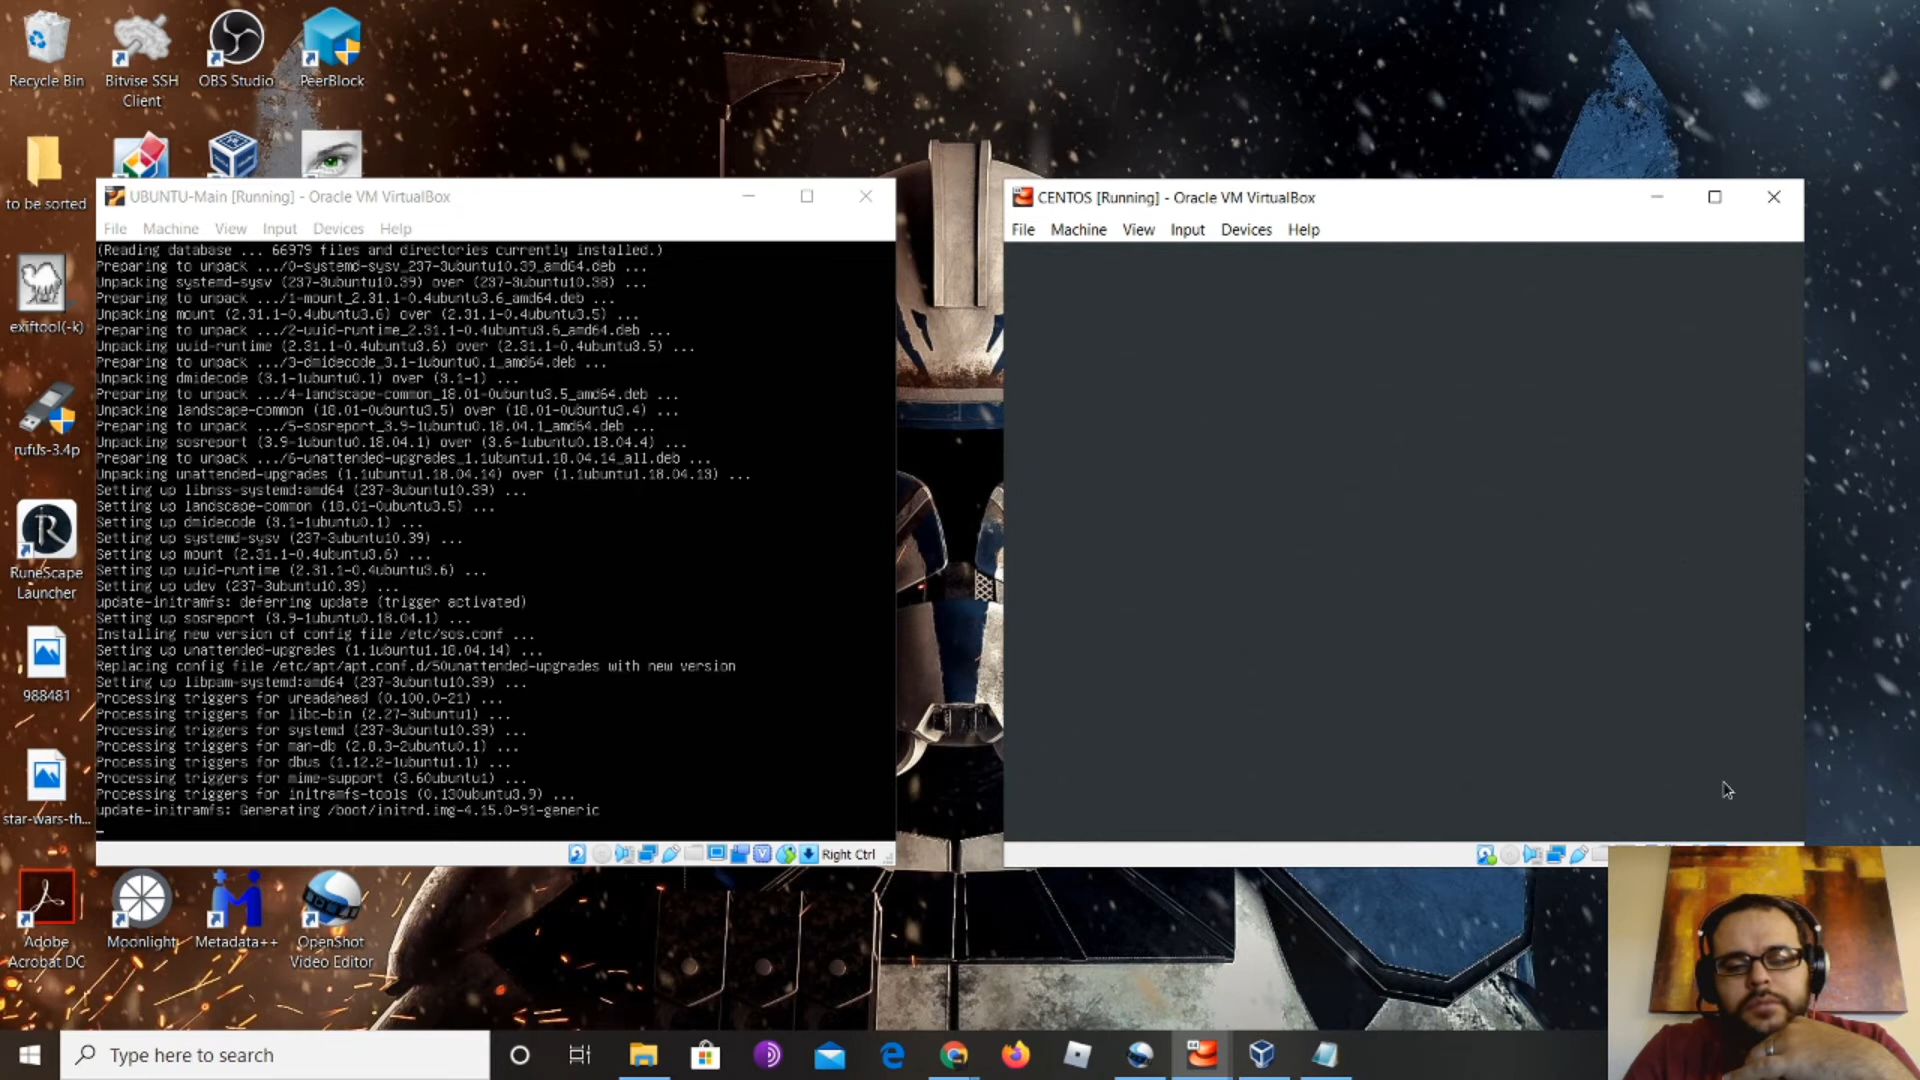 Recycle Bin
Bitvise SSH
Client
OBS Studio
PeerBlock
to be sorted
exiftool(-k)
rufus-3.4p
RuneScape
Launcher
988481
star-wars-th...
Adobe
Acrobat DC
Moonlight
Metadata++
OpenShot
Video Editor
UBUNTU-Main [Running] - Oracle VM VirtualBox
File Machine View Input Devices Help
(Reading database ... 66979 files and directories currently installed.)
Preparing to unpack .../0-systemd-sysv_237-3ubuntu10.39_amd64.deb ...
Unpacking systemd-sysv (237-3ubuntu10.39) over (237-3ubuntu10.38) ...
Preparing to unpack .../1-mount_2.31.1-0.4ubuntu3.6_amd64.deb ...
Unpacking mount (2.31.1-0.4ubuntu3.6) over (2.31.1-0.4ubuntu3.5) ...
Preparing to unpack .../2-uuid-runtime_2.31.1-0.4ubuntu3.6_amd64.deb ...
Unpacking uuid-runtime (2.31.1-0.4ubuntu3.6) over (2.31.1-0.4ubuntu3.5) ...
Preparing to unpack .../3-dmidecode_3.1-1ubuntu0.1_amd64.deb ...
Unpacking dmidecode (3.1-1ubuntu0.1) over (3.1-1) ...
Preparing to unpack .../4-landscape-common_18.01-0ubuntu3.5_amd64.deb ...
Unpacking landscape-common (18.01-0ubuntu3.5) over (18.01-0ubuntu3.4) ...
Preparing to unpack .../5-sosreport_3.9-1ubuntu0.18.04.1_amd64.deb ...
Unpacking sosreport (3.9-1ubuntu0.18.04.1) over (3.6-1ubuntu0.18.04.4) ...
Preparing to unpack .../6-unattended-upgrades_1.1ubuntu1.18.04.14_all.deb ...
Unpacking unattended-upgrades (1.1ubuntu1.18.04.14) over (1.1ubuntu1.18.04.13) ...
Setting up libnss-systemd:amd64 (237-3ubuntu10.39) ...
Setting up landscape-common (18.01-0ubuntu3.5) ...
Setting up dmidecode (3.1-1ubuntu0.1) ...
Setting up systemd-sysv (237-3ubuntu10.39) ...
Setting up mount (2.31.1-0.4ubuntu3.6) ...
Setting up uuid-runtime (2.31.1-0.4ubuntu3.6) ...
Setting up udev (237-3ubuntu10.39) ...
update-initramfs: deferring update (trigger activated)
Setting up sosreport (3.9-1ubuntu0.18.04.1) ...
Installing new version of config file /etc/sos.conf ...
Setting up unattended-upgrades (1.1ubuntu1.18.04.14) ...
Replacing config file /etc/apt/apt.conf.d/50unattended-upgrades with new version
Setting up libpam-systemd:amd64 (237-3ubuntu10.39) ...
Processing triggers for ureadahead (0.100.0-21) ...
Processing triggers for libc-bin (2.27-3ubuntu1) ...
Processing triggers for systemd (237-3ubuntu10.39) ...
Processing triggers for man-db (2.8.3-2ubuntu0.1) ...
Processing triggers for dbus (1.12.2-1ubuntu1.1) ...
Processing triggers for mime-support (3.60ubuntu1) ...
Processing triggers for initramfs-tools (0.130ubuntu3.9) ...
update-initramfs: Generating /boot/initrd.img-4.15.0-91-generic
Right Ctrl
CENTOS [Running] - Oracle VM VirtualBox
File Machine View Input Devices Help
Type here to search